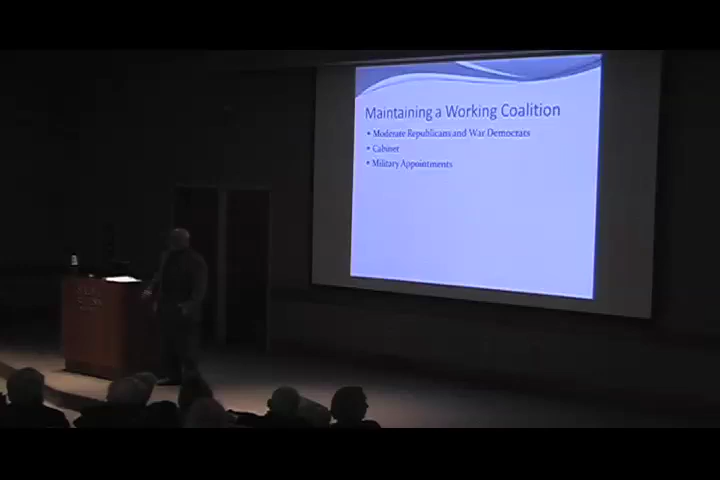 Maintaining a Working Coalition
• Moderate Republicans and War Democrats
• Cabinet
• Military Appointments